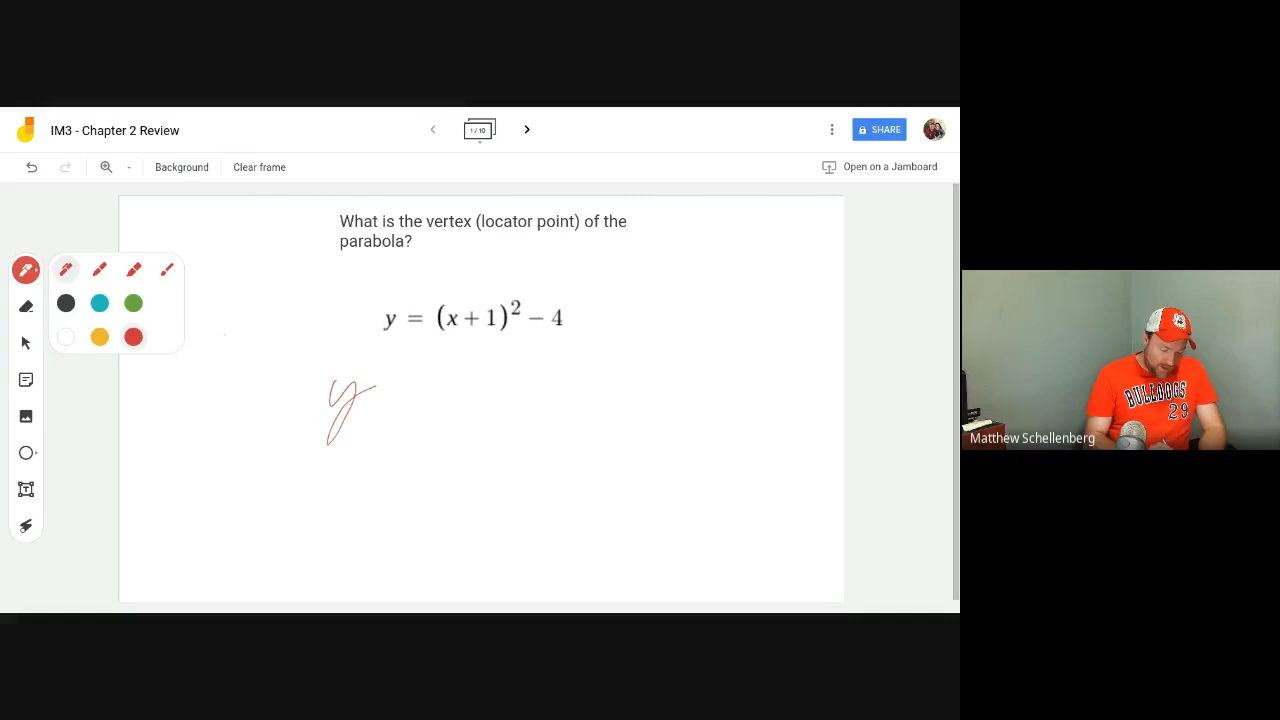 IM3 - Chapter 2 Review
1 / 10
SHARE
Background
Clear frame
Open on a Jamboard
What is the vertex (locator point) of the
parabola?
y = (x + 1)² − 4
y
BULLDOGS
29
Matthew Schellenberg